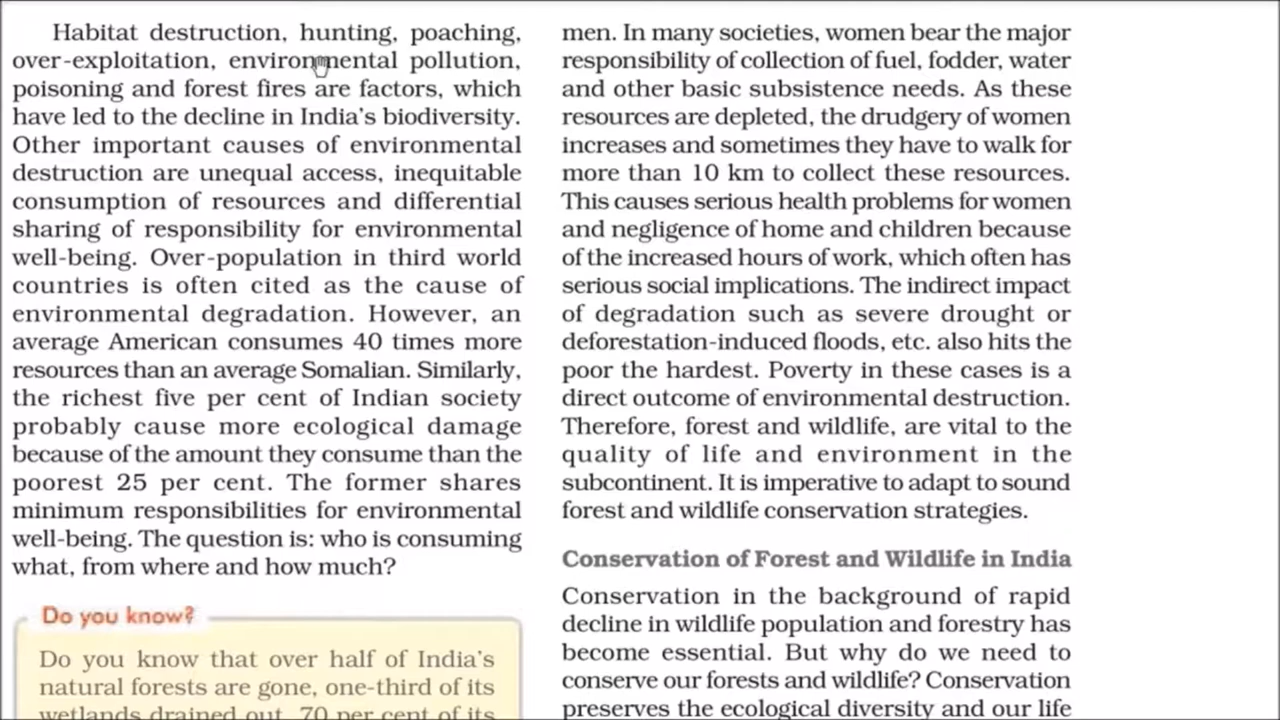 Habitat destruction, hunting, poaching,
over-exploitation, environmental pollution,
poisoning and forest fires are factors, which
have led to the decline in India's biodiversity.
Other important causes of environmental
destruction are unequal access, inequitable
consumption of resources and differential
sharing of responsibility for environmental
well-being. Over-population in third world
countries is often cited as the cause of
environmental degradation. However, an
average American consumes 40 times more
resources than an average Somalian. Similarly,
the richest five per cent of Indian society
probably cause more ecological damage
because of the amount they consume than the
poorest 25 per cent. The former shares
minimum responsibilities for environmental
well-being. The question is: who is consuming
what, from where and how much?
Do you know?
Do you know that over half of India's
natural forests are gone, one-third of its
wetlands drained out, 70 per cent of its
men. In many societies, women bear the major
responsibility of collection of fuel, fodder, water
and other basic subsistence needs. As these
resources are depleted, the drudgery of women
increases and sometimes they have to walk for
more than 10 km to collect these resources.
This causes serious health problems for women
and negligence of home and children because
of the increased hours of work, which often has
serious social implications. The indirect impact
of degradation such as severe drought or
deforestation-induced floods, etc. also hits the
poor the hardest. Poverty in these cases is a
direct outcome of environmental destruction.
Therefore, forest and wildlife, are vital to the
quality of life and environment in the
subcontinent. It is imperative to adapt to sound
forest and wildlife conservation strategies.
Conservation of Forest and Wildlife in India
Conservation in the background of rapid
decline in wildlife population and forestry has
become essential. But why do we need to
conserve our forests and wildlife? Conservation
preserves the ecological diversity and our life